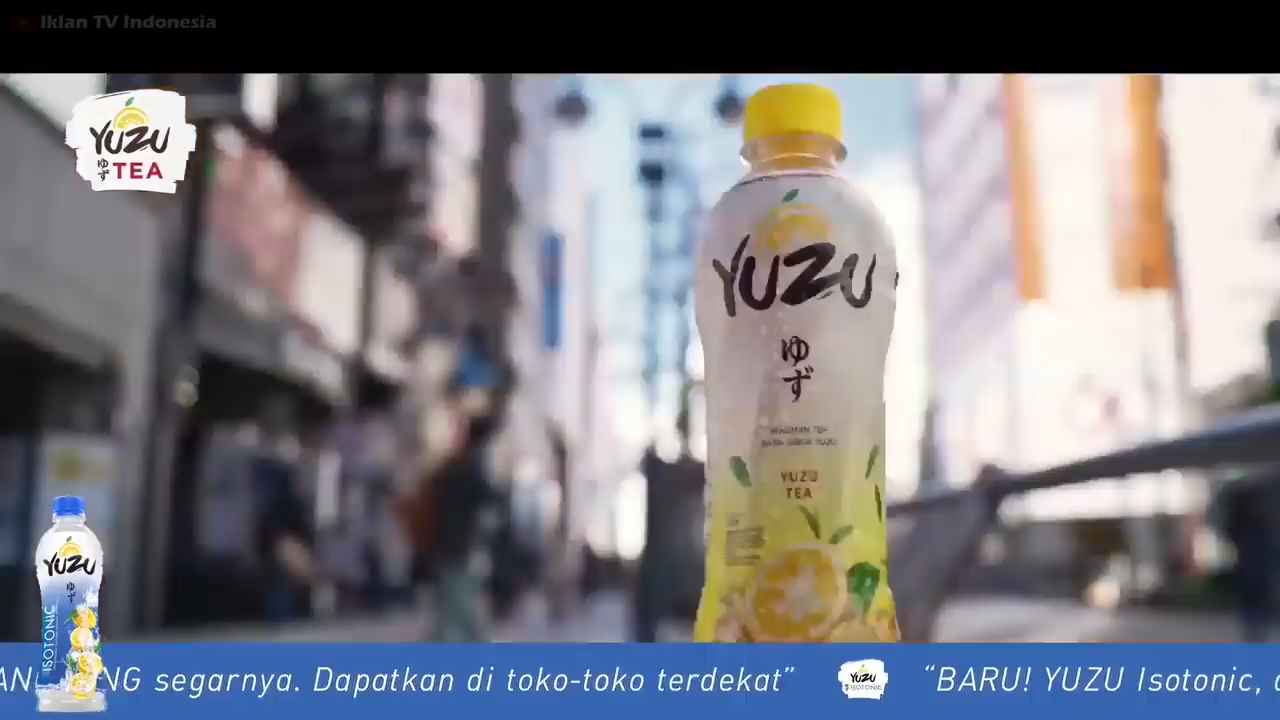 Iklan TV Indonesia
YUZU
ゆず TEA
YUZU
ゆず
YUZU
TEA
YUZU
ゆず
ISOTONIC
segarnya. Dapatkan di toko-toko terdekat"
YUZU
ISOTONIC
"BARU! YUZU Isotonic,